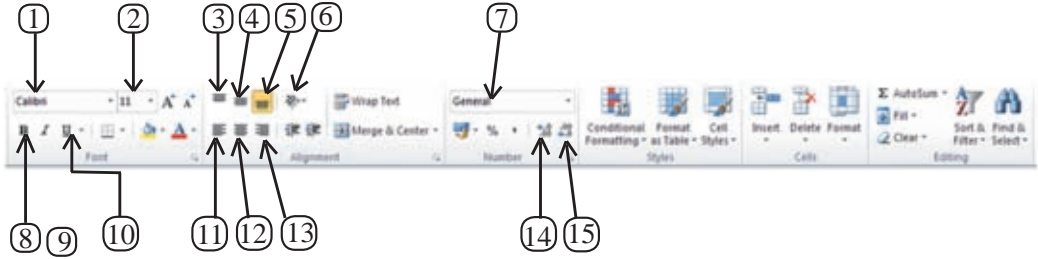 1 2 3 4 5 6 7
Calibri 11 A A Wrap Text General Σ AutoSum
B I U A Merge & Center % , Conditional Formatting Format as Table Cell Styles Insert Delete Format Fill Clear Sort & Filter Find & Select
Font Alignment Number Styles Cells Editing
8 9 10 11 12 13 14 15